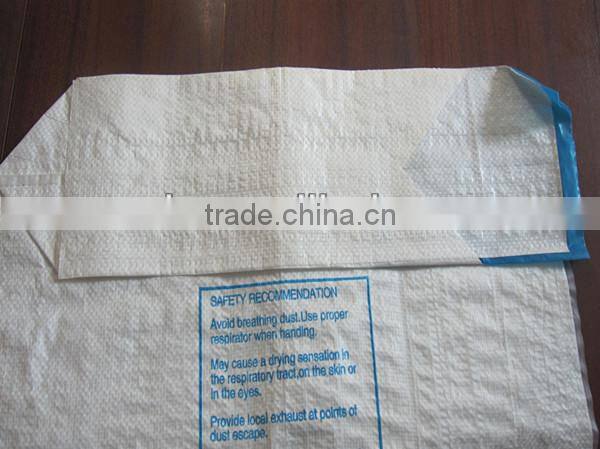 trade.china.cn
SAFETY RECOMMENDATION
Avoid breathing dust.Use proper
respirator when handing.
May cause a drying sensation in
the respiratory tract,on the skin or
in the eyes.
Provide local exhaust at points of
dust escape.